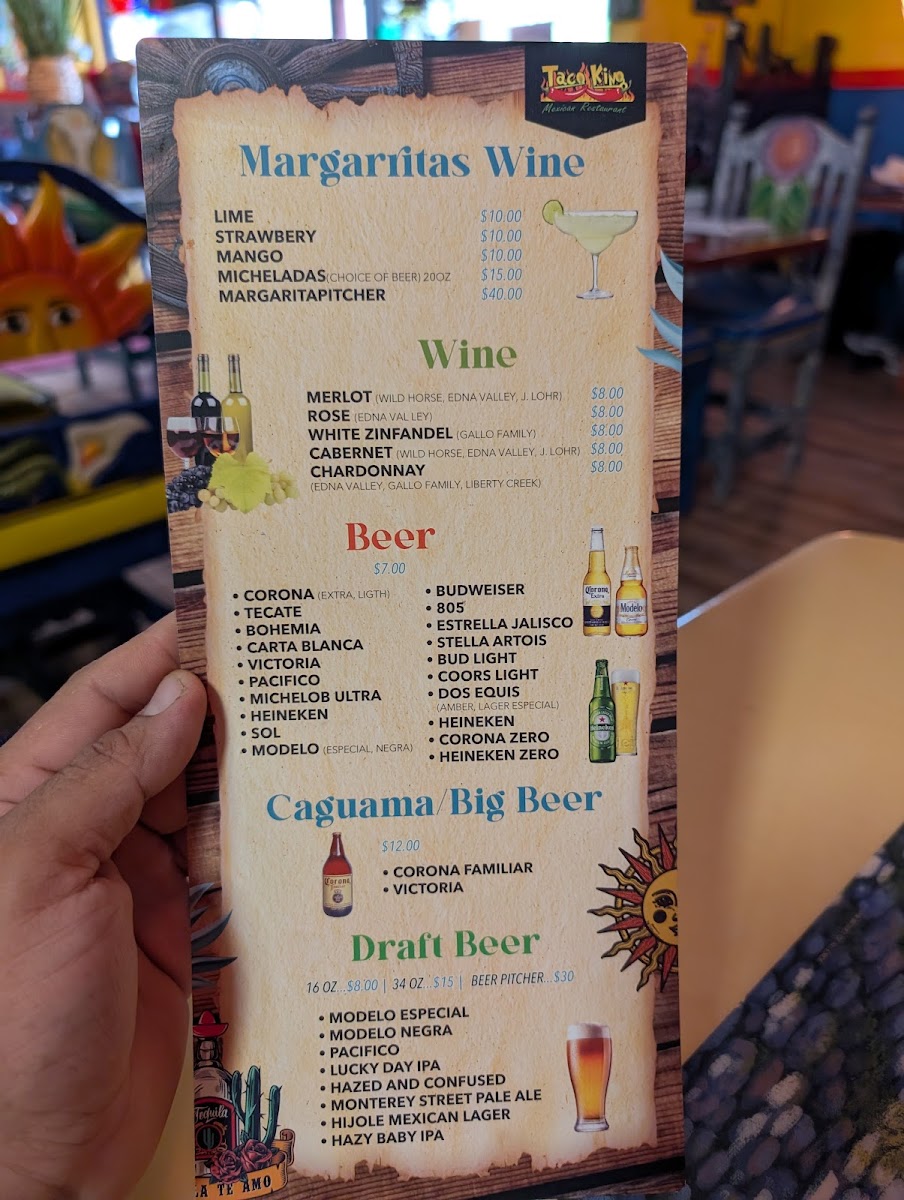 Taco King
Mexican Restaurant
Margarritas Wine
LIME $10.00
STRAWBERY $10.00
MANGO $10.00
MICHELADAS(CHOICE OF BEER) 20OZ $15.00
MARGARITAPITCHER $40.00
Wine
MERLOT (WILD HORSE, EDNA VALLEY, J. LOHR) $8.00
ROSE (EDNA VAL LEY) $8.00
WHITE ZINFANDEL (GALLO FAMILY) $8.00
CABERNET (WILD HORSE, EDNA VALLEY, J. LOHR) $8.00
CHARDONNAY $8.00
(EDNA VALLEY, GALLO FAMILY, LIBERTY CREEK)
Beer
$7.00
• CORONA (EXTRA, LIGTH)
• TECATE
• BOHEMIA
• CARTA BLANCA
• VICTORIA
• PACIFICO
• MICHELOB ULTRA
• HEINEKEN
• SOL
• MODELO (ESPECIAL, NEGRA)
• BUDWEISER
• 805
• ESTRELLA JALISCO
• STELLA ARTOIS
• BUD LIGHT
• COORS LIGHT
• DOS EQUIS
(AMBER, LAGER ESPECIAL)
• HEINEKEN
• CORONA ZERO
• HEINEKEN ZERO
Corona
Extra
Modelo
Heineken
Caguama/Big Beer
$12.00
• CORONA FAMILIAR
• VICTORIA
Corona
Draft Beer
16 OZ...$8.00 | 34 OZ...$15 | BEER PITCHER...$30
• MODELO ESPECIAL
• MODELO NEGRA
• PACIFICO
• LUCKY DAY IPA
• HAZED AND CONFUSED
• MONTEREY STREET PALE ALE
• HIJOLE MEXICAN LAGER
• HAZY BABY IPA
Tequila
LA TE AMO